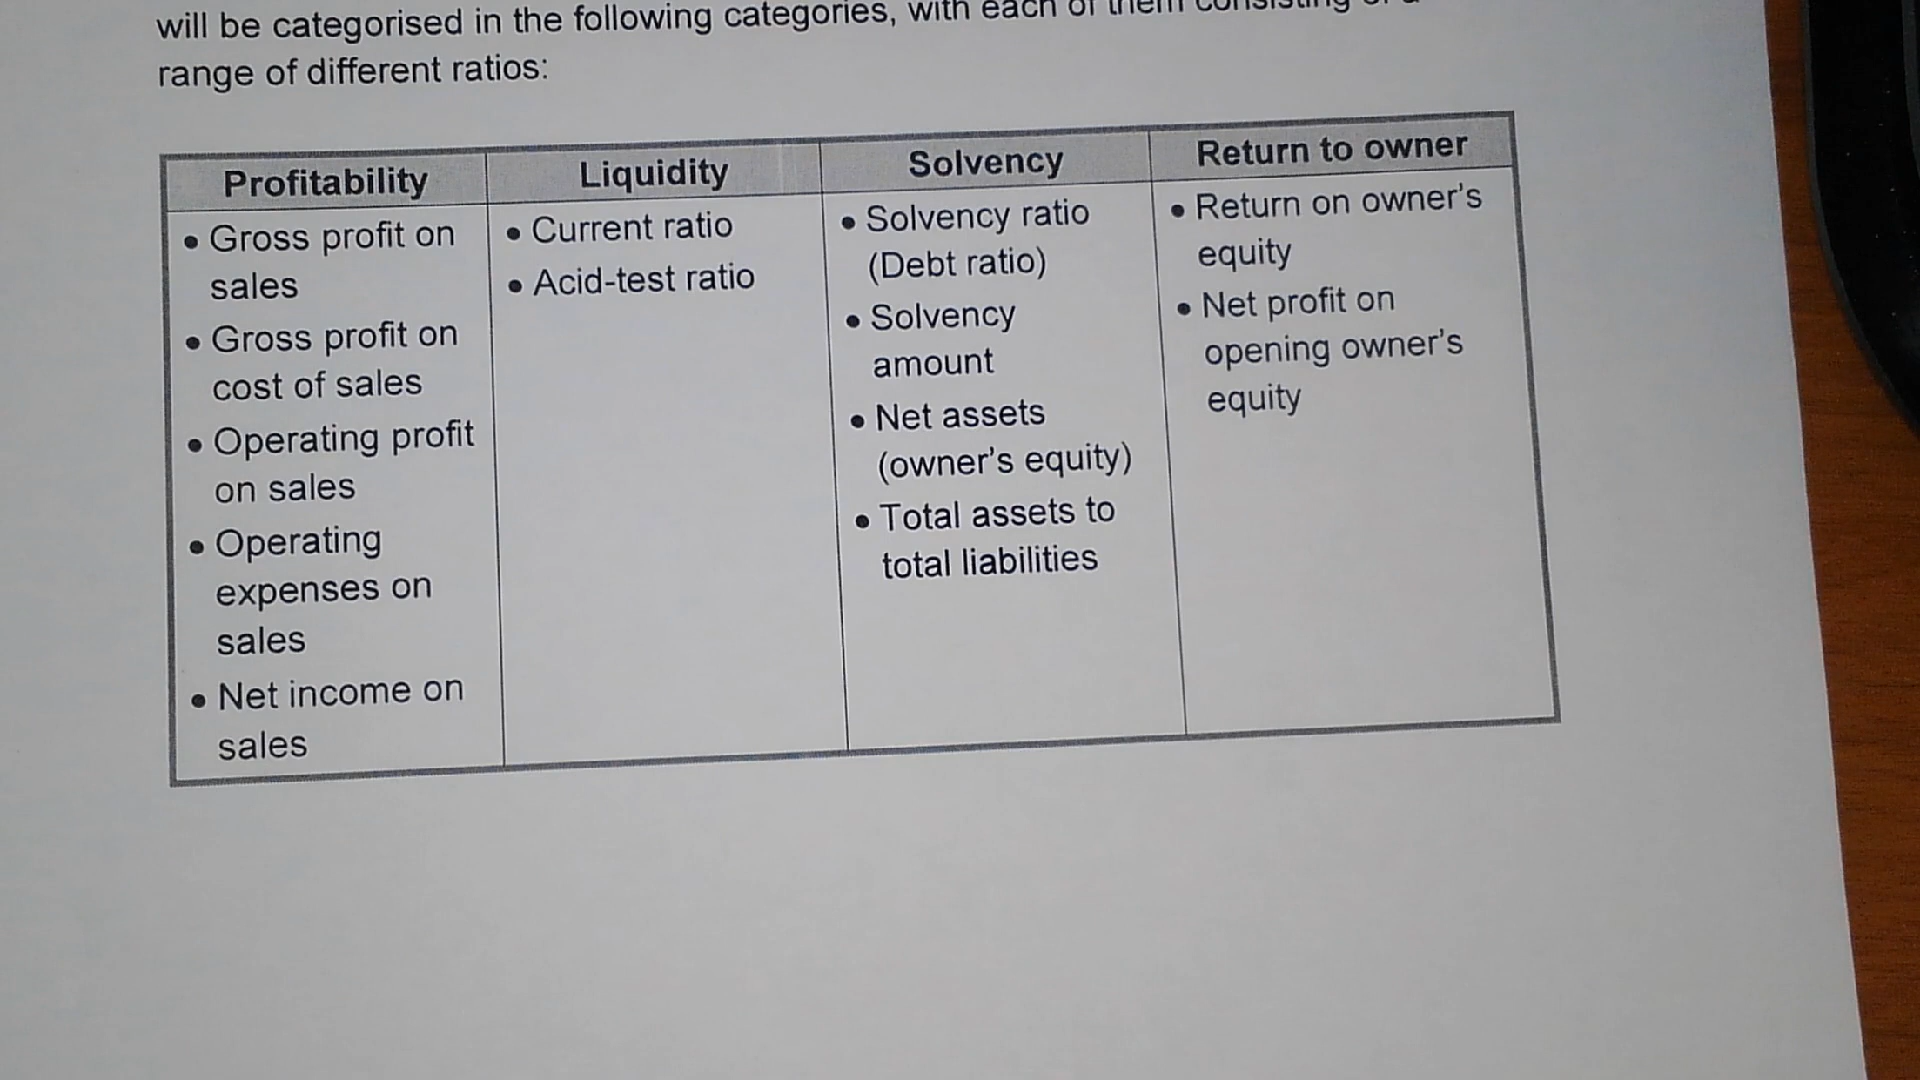 will be categorised in the following categories, with each of them consisting of a
range of different ratios:
Profitability
• Gross profit on
sales
• Gross profit on
cost of sales
• Operating profit
on sales
• Operating
expenses on
sales
• Net income on
sales
Liquidity
• Current ratio
• Acid-test ratio
Solvency
• Solvency ratio
(Debt ratio)
• Solvency
amount
• Net assets
(owner's equity)
• Total assets to
total liabilities
Return to owner
• Return on owner's
equity
• Net profit on
opening owner's
equity